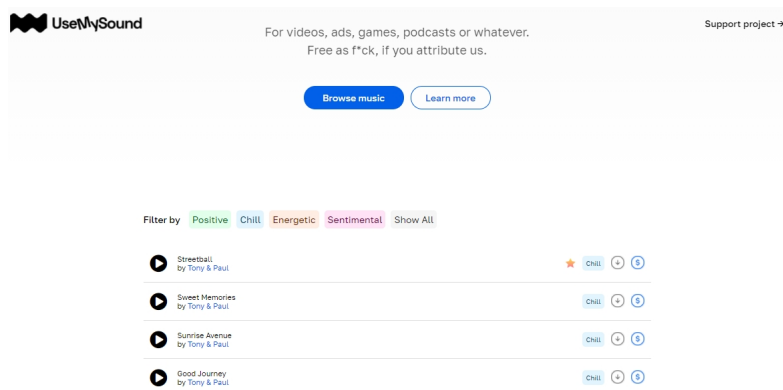 UseMySound
Support project →
For videos, ads, games, podcasts or whatever.
Free as f*ck, if you attribute us.
Browse music
Learn more
Filter by Positive Chill Energetic Sentimental Show All
Streetball
by Tony & Paul
Chill $
Sweet Memories
by Tony & Paul
Chill $
Sunrise Avenue
by Tony & Paul
Chill $
Good Journey
by Tony & Paul
Chill $